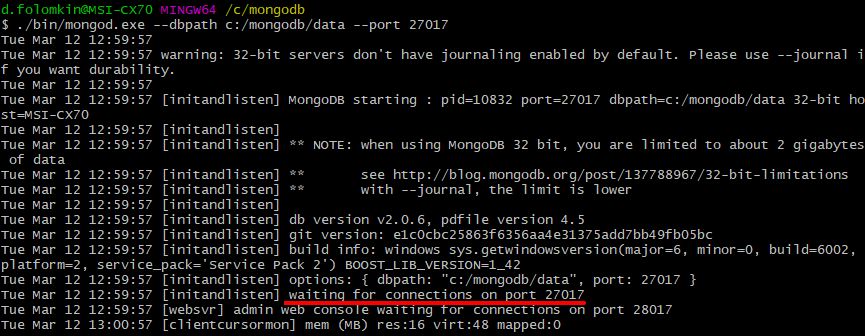 d.folomkin@MSI-CX70 MINGW64 /c/mongodb
$ ./bin/mongod.exe --dbpath c:/mongodb/data --port 27017
Tue Mar 12 12:59:57
Tue Mar 12 12:59:57 warning: 32-bit servers don't have journaling enabled by default. Please use --journal i
f you want durability.
Tue Mar 12 12:59:57
Tue Mar 12 12:59:57 [initandlisten] MongoDB starting : pid=10832 port=27017 dbpath=c:/mongodb/data 32-bit ho
st=MSI-CX70
Tue Mar 12 12:59:57 [initandlisten]
Tue Mar 12 12:59:57 [initandlisten] ** NOTE: when using MongoDB 32 bit, you are limited to about 2 gigabytes
 of data
Tue Mar 12 12:59:57 [initandlisten] **       see http://blog.mongodb.org/post/137788967/32-bit-limitations
Tue Mar 12 12:59:57 [initandlisten] **       with --journal, the limit is lower
Tue Mar 12 12:59:57 [initandlisten]
Tue Mar 12 12:59:57 [initandlisten] db version v2.0.6, pdfile version 4.5
Tue Mar 12 12:59:57 [initandlisten] git version: e1c0cbc25863f6356aa4e31375add7bb49fb05bc
Tue Mar 12 12:59:57 [initandlisten] build info: windows sys.getwindowsversion(major=6, minor=0, build=6002,
platform=2, service_pack='Service Pack 2') BOOST_LIB_VERSION=1_42
Tue Mar 12 12:59:57 [initandlisten] options: { dbpath: "c:/mongodb/data", port: 27017 }
Tue Mar 12 12:59:57 [initandlisten] waiting for connections on port 27017
Tue Mar 12 12:59:57 [websvr] admin web console waiting for connections on port 28017
Tue Mar 12 13:00:57 [clientcursormon] mem (MB) res:16 virt:48 mapped:0